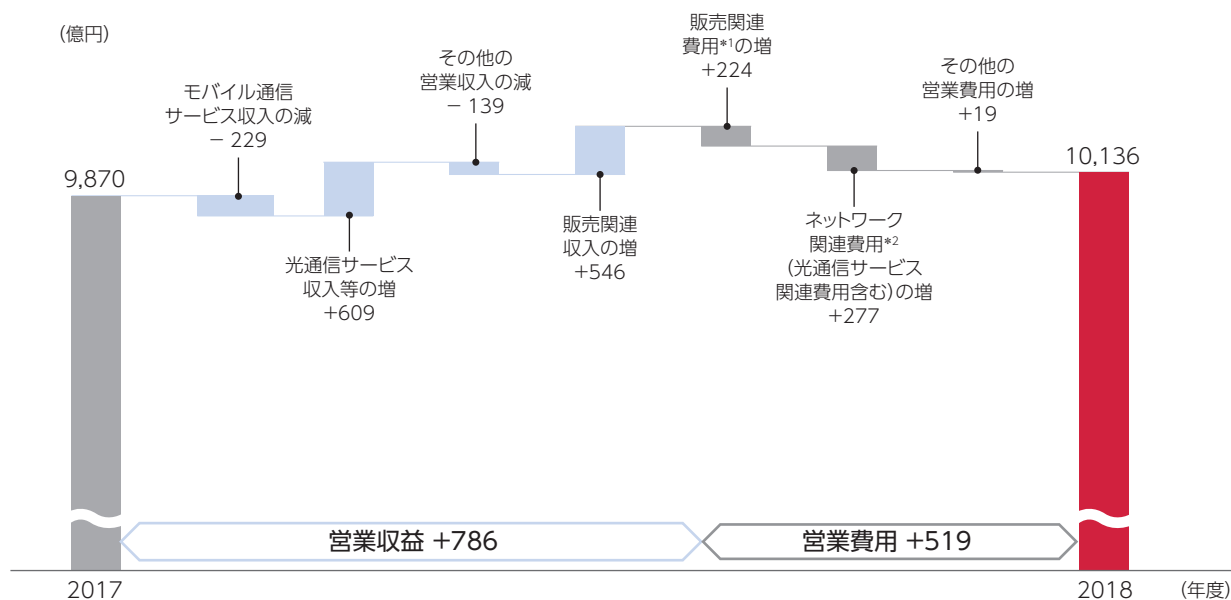 （億円）
9,870
モバイル通信
サービス収入の減
− 229
光通信サービス
収入等の増
+609
その他の
営業収入の減
− 139
販売関連
収入の増
+546
販売関連
費用*1の増
+224
ネットワーク
関連費用*2
（光通信サービス
関連費用含む）の増
+277
その他の
営業費用の増
+19
10,136
営業収益 +786
営業費用 +519
2017
2018
（年度）